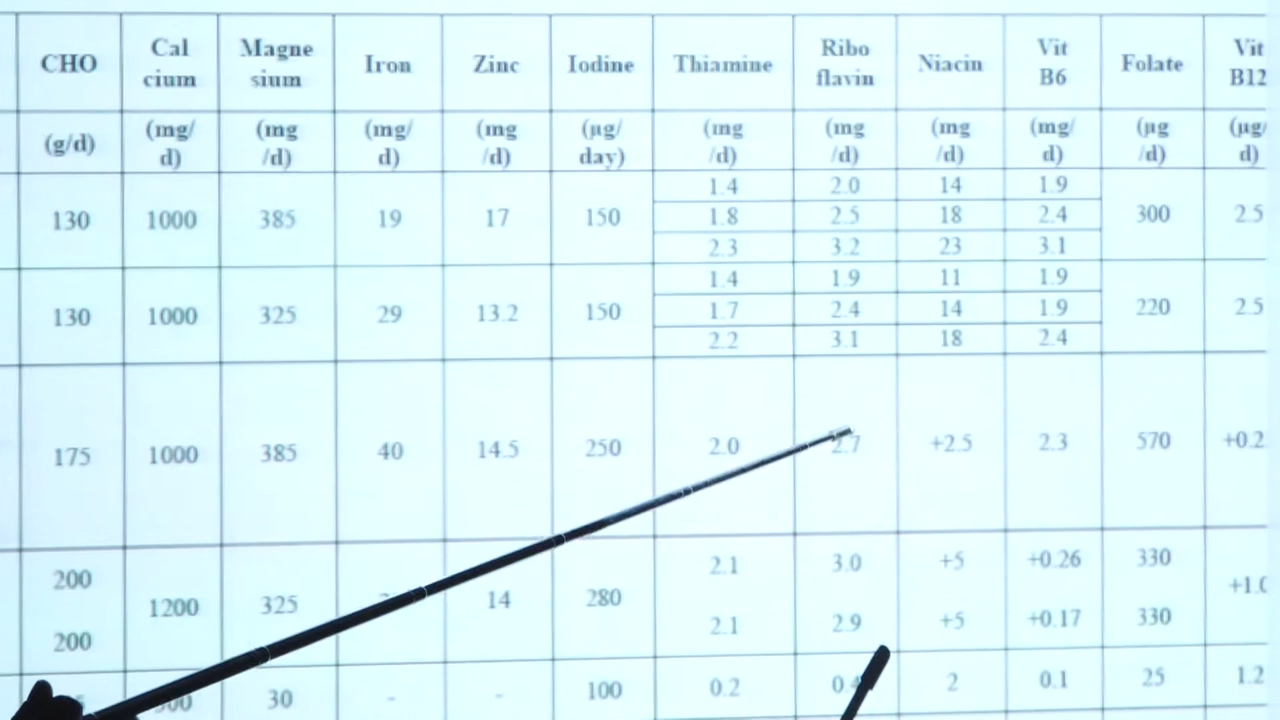 CHO Cal cium Magne sium Iron Zinc Iodine Thiamine Ribo flavin Niacin Vit B6 Folate Vit B12
(g/d) (mg/ d) (mg /d) (mg/ d) (mg /d) (µg/ day) (mg /d) (mg /d) (mg /d) (mg/ d) (µg /d) (µg/ d)
1.4 2.0 14 1.9
130 1000 385 19 17 150 1.8 2.5 18 2.4 300 2.5
2.3 3.2 23 3.1
1.4 1.9 11 1.9
130 1000 325 29 13.2 150 1.7 2.4 14 1.9 220 2.5
2.2 3.1 18 2.4
175 1000 385 40 14.5 250 2.0 2.7 +2.5 2.3 570
200 2.1 3.0 +5 +0.26 330
1200 325 14 280
200 2.1 2.9 +5 +0.17 330
30 - - 100 0.2 2 0.1 25 1.2